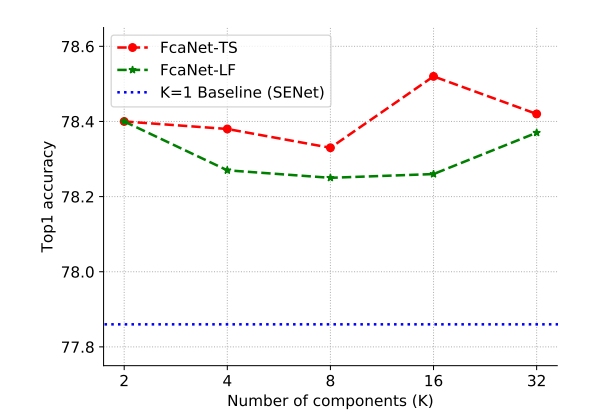 78.6
78.4
78.2
78.0
77.8
Top1 accuracy
FcaNet-TS
FcaNet-LF
K=1 Baseline (SENet)
2 4 8 16 32
Number of components (K)